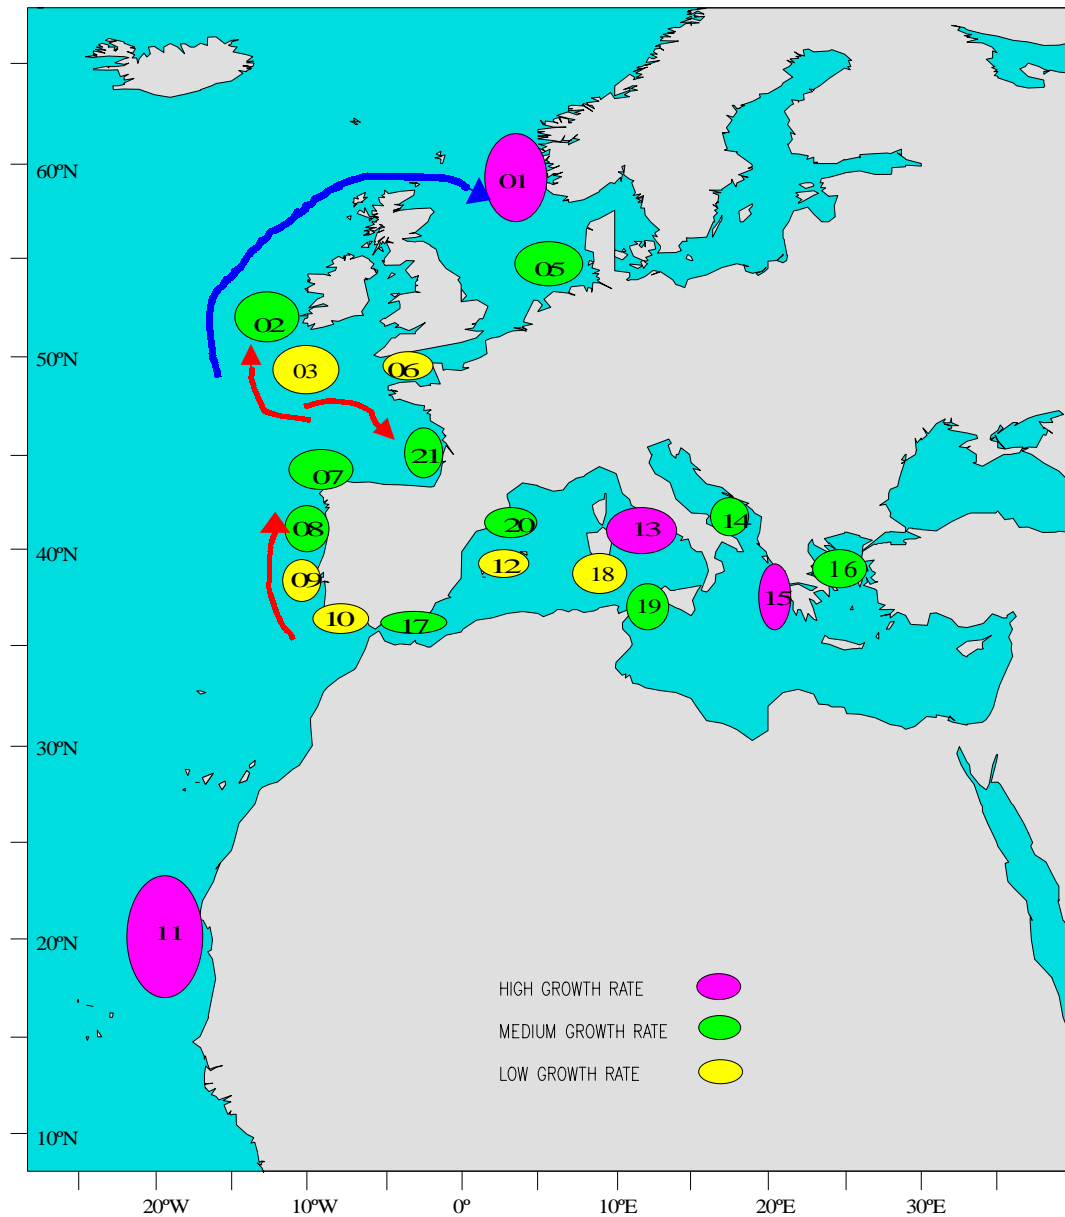 60ºN
01
05
02
50ºN
03
06
21
07
08
20
13
14
40ºN
12
18
16
09
19
15
10
17
30ºN
11
20ºN
HIGH GROWTH RATE
MEDIUM GROWTH RATE
LOW GROWTH RATE
10ºN
20ºW
10ºW
0º
10ºE
20ºE
30ºE